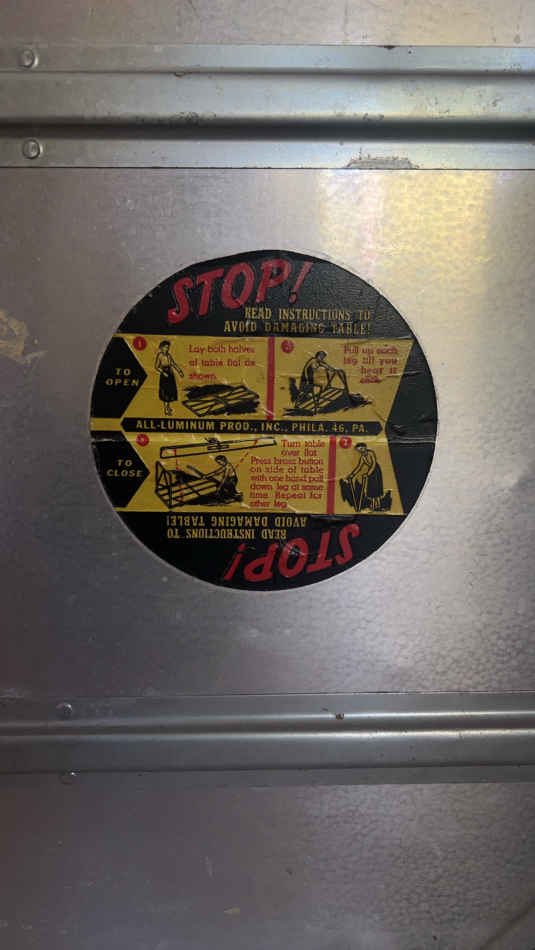 STOP!
READ INSTRUCTIONS TO
AVOID DAMAGING TABLE!
TO
OPEN
1
Lay both halves
of table flat as
shown.
Pull up each
leg till you
hear it
click.
ALL-LUMINUM PROD., INC., PHILA. 46, PA.
TO
CLOSE
Turn table
over flat
Press brass button
on side of table
with one hand pull
down leg at same
time. Repeat for
other leg
2
STOP!
READ INSTRUCTIONS TO
AVOID DAMAGING TABLE!